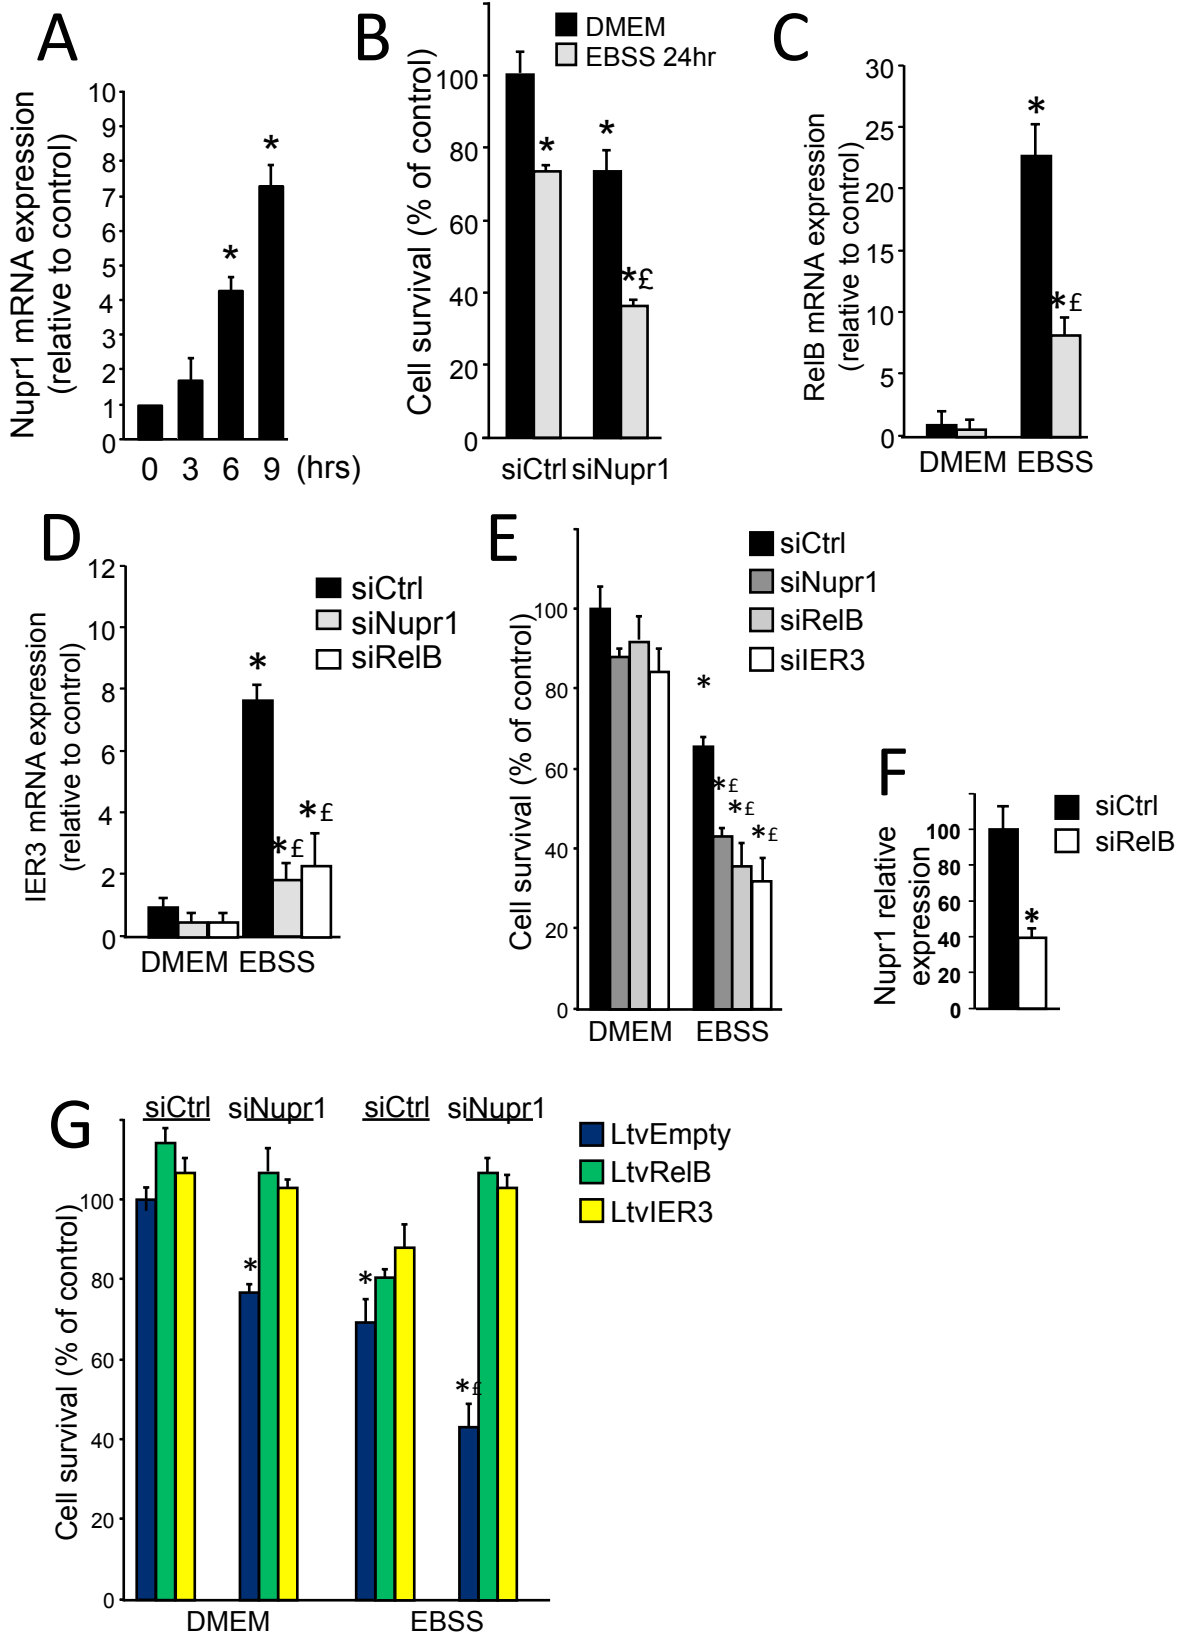 A
Nupr1 mRNA expression
(relative to control)
10
9
8
7
6
5
4
3
2
1
0
*
*
0 3 6 9 (hrs)
B
DMEM
EBSS 24hr
Cell survival (% of control)
100
80
60
40
20
0
*
*
*£
siCtrl siNupr1
C
RelB mRNA expression
(relative to control)
30
25
20
15
10
5
0
*
*£
DMEM EBSS
D
IER3 mRNA expression
(relative to control)
12
10
8
6
4
2
0
siCtrl
siNupr1
siRelB
*
*£
*£
DMEM EBSS
E
Cell survival (% of control)
100
80
60
40
20
0
siCtrl
siNupr1
siRelB
siIER3
*
*£
*£
*£
DMEM EBSS
F
Nupr1 relative
expression
100
80
60
40
20
0
siCtrl
siRelB
*
G
siCtrl siNupr1 siCtrl siNupr1
Cell survival (% of control)
100
80
60
40
20
0
LtvEmpty
LtvRelB
LtvIER3
*
*
*£
DMEM EBSS